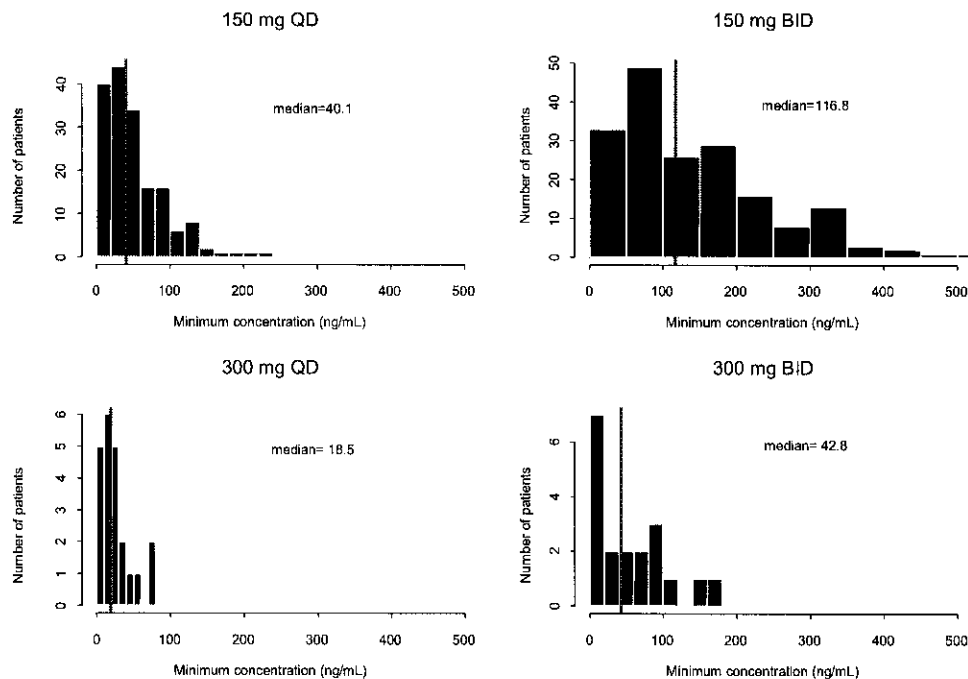 150 mg QD
Number of patients
40
30
20
10
0
median=40.1
0 100 200 300 400 500
Minimum concentration (ng/mL)
150 mg BID
Number of patients
50
40
30
20
10
0
median=116.8
0 100 200 300 400 500
Minimum concentration (ng/mL)
300 mg QD
Number of patients
6
5
4
3
2
1
0
median= 18.5
0 100 200 300 400 500
Minimum concentration (ng/mL)
300 mg BID
Number of patients
6
4
2
0
median= 42.8
0 100 200 300 400 500
Minimum concentration (ng/mL)